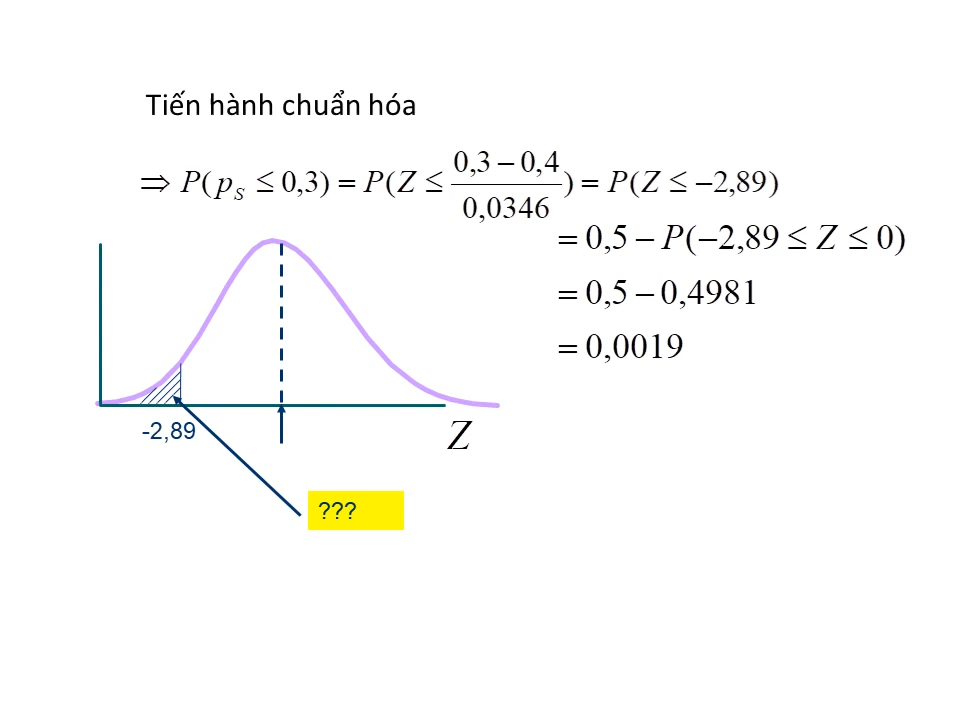 Tiến hành chuẩn hóa
⇒ P(p_S ≤ 0,3) = P(Z ≤ (0,3 − 0,4)/0,0346) = P(Z ≤ −2,89)
= 0,5 − P(−2,89 ≤ Z ≤ 0)
= 0,5 − 0,4981
= 0,0019
-2,89
Z
???